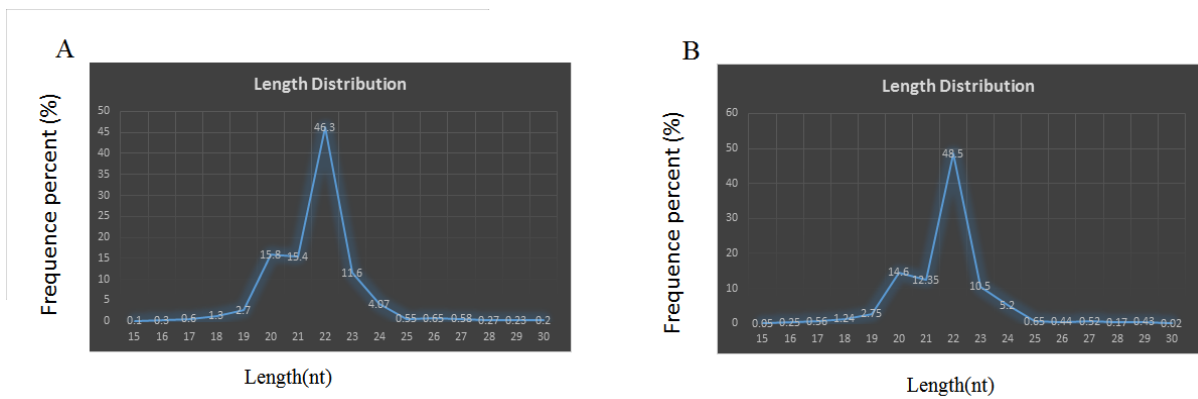 A
Length Distribution
Frequence percent (%)
50
45
40
35
30
25
20
15
10
5
0
0.1 0.3 0.6 1.3 2.7 15.8 15.4 46.3 11.6 4.07 0.55 0.65 0.58 0.27 0.23 0.2
15 16 17 18 19 20 21 22 23 24 25 26 27 28 29 30
Length(nt)
B
Length Distribution
Frequence percent (%)
60
50
40
30
20
10
0
0.05 0.25 0.56 1.24 2.75 14.6 12.35 48.5 10.5 5.2 0.65 0.44 0.52 0.17 0.43 0.02
15 16 17 18 19 20 21 22 23 24 25 26 27 28 29 30
Length(nt)